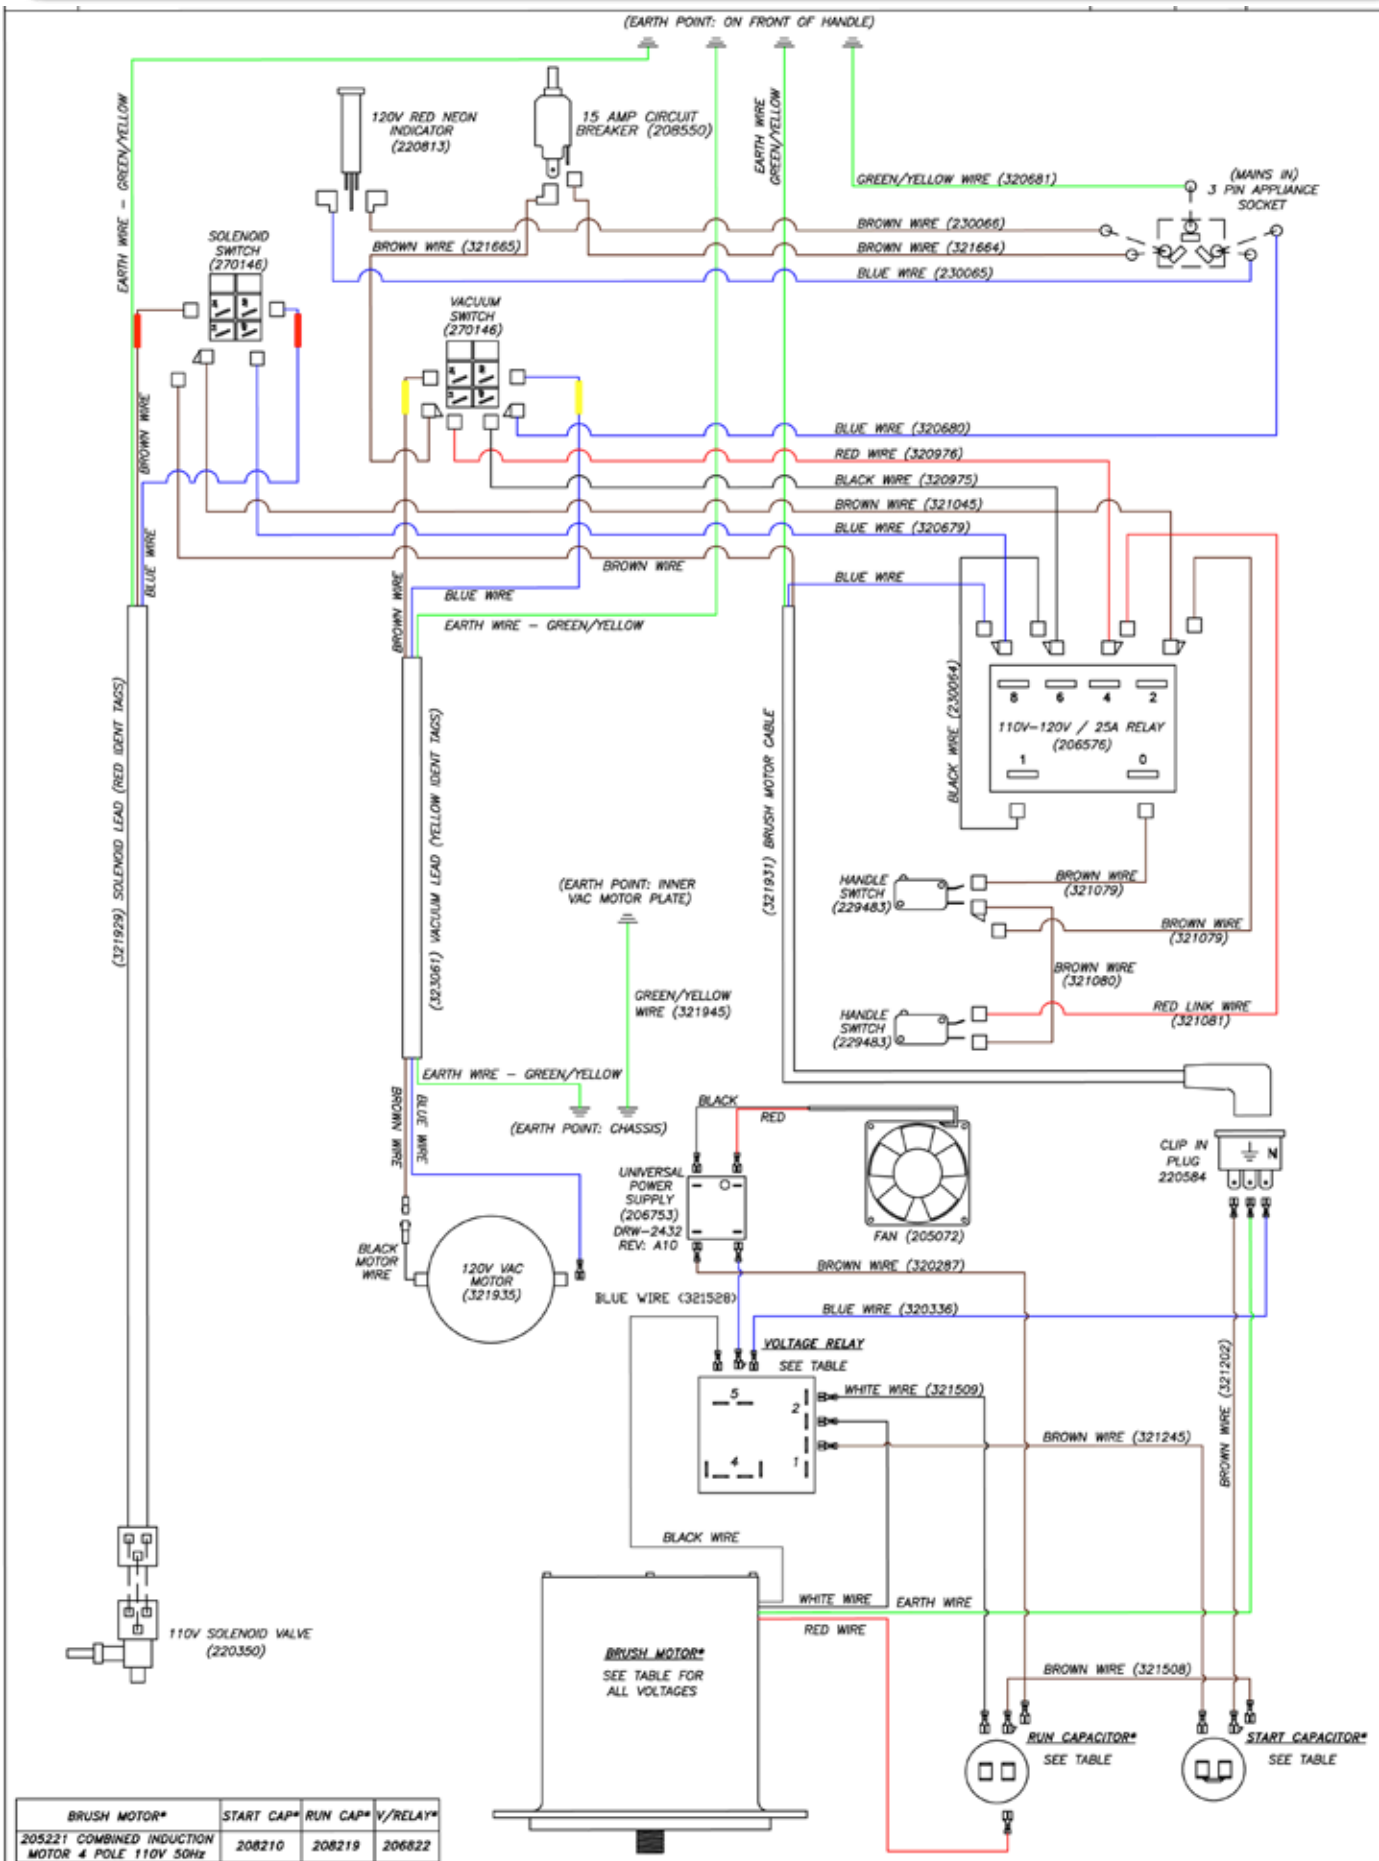 (EARTH POINT: ON FRONT OF HANDLE)
EARTH WIRE - GREEN/YELLOW
120V RED NEON
INDICATOR
(220813)
15 AMP CIRCUIT
BREAKER (208550)
EARTH WIRE
GREEN/YELLOW
GREEN/YELLOW WIRE (320681)
(MAINS IN)
3 PIN APPLIANCE
SOCKET
BROWN WIRE (230066)
BROWN WIRE (321665)
BROWN WIRE (321664)
BLUE WIRE (230065)
SOLENOID
SWITCH
(270146)
VACUUM
SWITCH
(270146)
BROWN WIRE
BLUE WIRE
BLUE WIRE (320680)
RED WIRE (320976)
BLACK WIRE (320975)
BROWN WIRE (321045)
BLUE WIRE (320679)
BROWN WIRE
BLUE WIRE
BROWN WIRE
BLUE WIRE
EARTH WIRE - GREEN/YELLOW
BLACK WIRE (230064)
8 6 4 2
110V-120V / 25A RELAY
(206576)
1 0
(321929) SOLENOID LEAD (RED IDENT TAGS)
(323061) VACUUM LEAD (YELLOW IDENT TAGS)
(321931) BRUSH MOTOR CABLE
HANDLE
SWITCH
(229483)
BROWN WIRE
(321079)
BROWN WIRE
(321079)
BROWN WIRE
(321080)
HANDLE
SWITCH
(229483)
RED LINK WIRE
(321081)
(EARTH POINT: INNER
VAC MOTOR PLATE)
GREEN/YELLOW
WIRE (321945)
EARTH WIRE - GREEN/YELLOW
BROWN WIRE
BLUE WIRE
(EARTH POINT: CHASSIS)
BLACK
RED
UNIVERSAL
POWER
SUPPLY
(206753)
DRW-2432
REV: A10
FAN (205072)
CLIP IN
PLUG
220584
N
BLACK
MOTOR
WIRE
120V VAC
MOTOR
(321935)
BROWN WIRE (320287)
BLUE WIRE (321528)
BLUE WIRE (320336)
VOLTAGE RELAY
SEE TABLE
5
2
4
1
WHITE WIRE (321509)
BROWN WIRE (321245)
BROWN WIRE (321202)
BLACK WIRE
WHITE WIRE
EARTH WIRE
RED WIRE
110V SOLENOID VALVE
(220350)
BRUSH MOTOR*
SEE TABLE FOR
ALL VOLTAGES
BROWN WIRE (321508)
RUN CAPACITOR*
SEE TABLE
START CAPACITOR*
SEE TABLE
BRUSH MOTOR* START CAP* RUN CAP* V/RELAY*
205221 COMBINED INDUCTION
MOTOR 4 POLE 110V 50Hz 208210 208219 206822